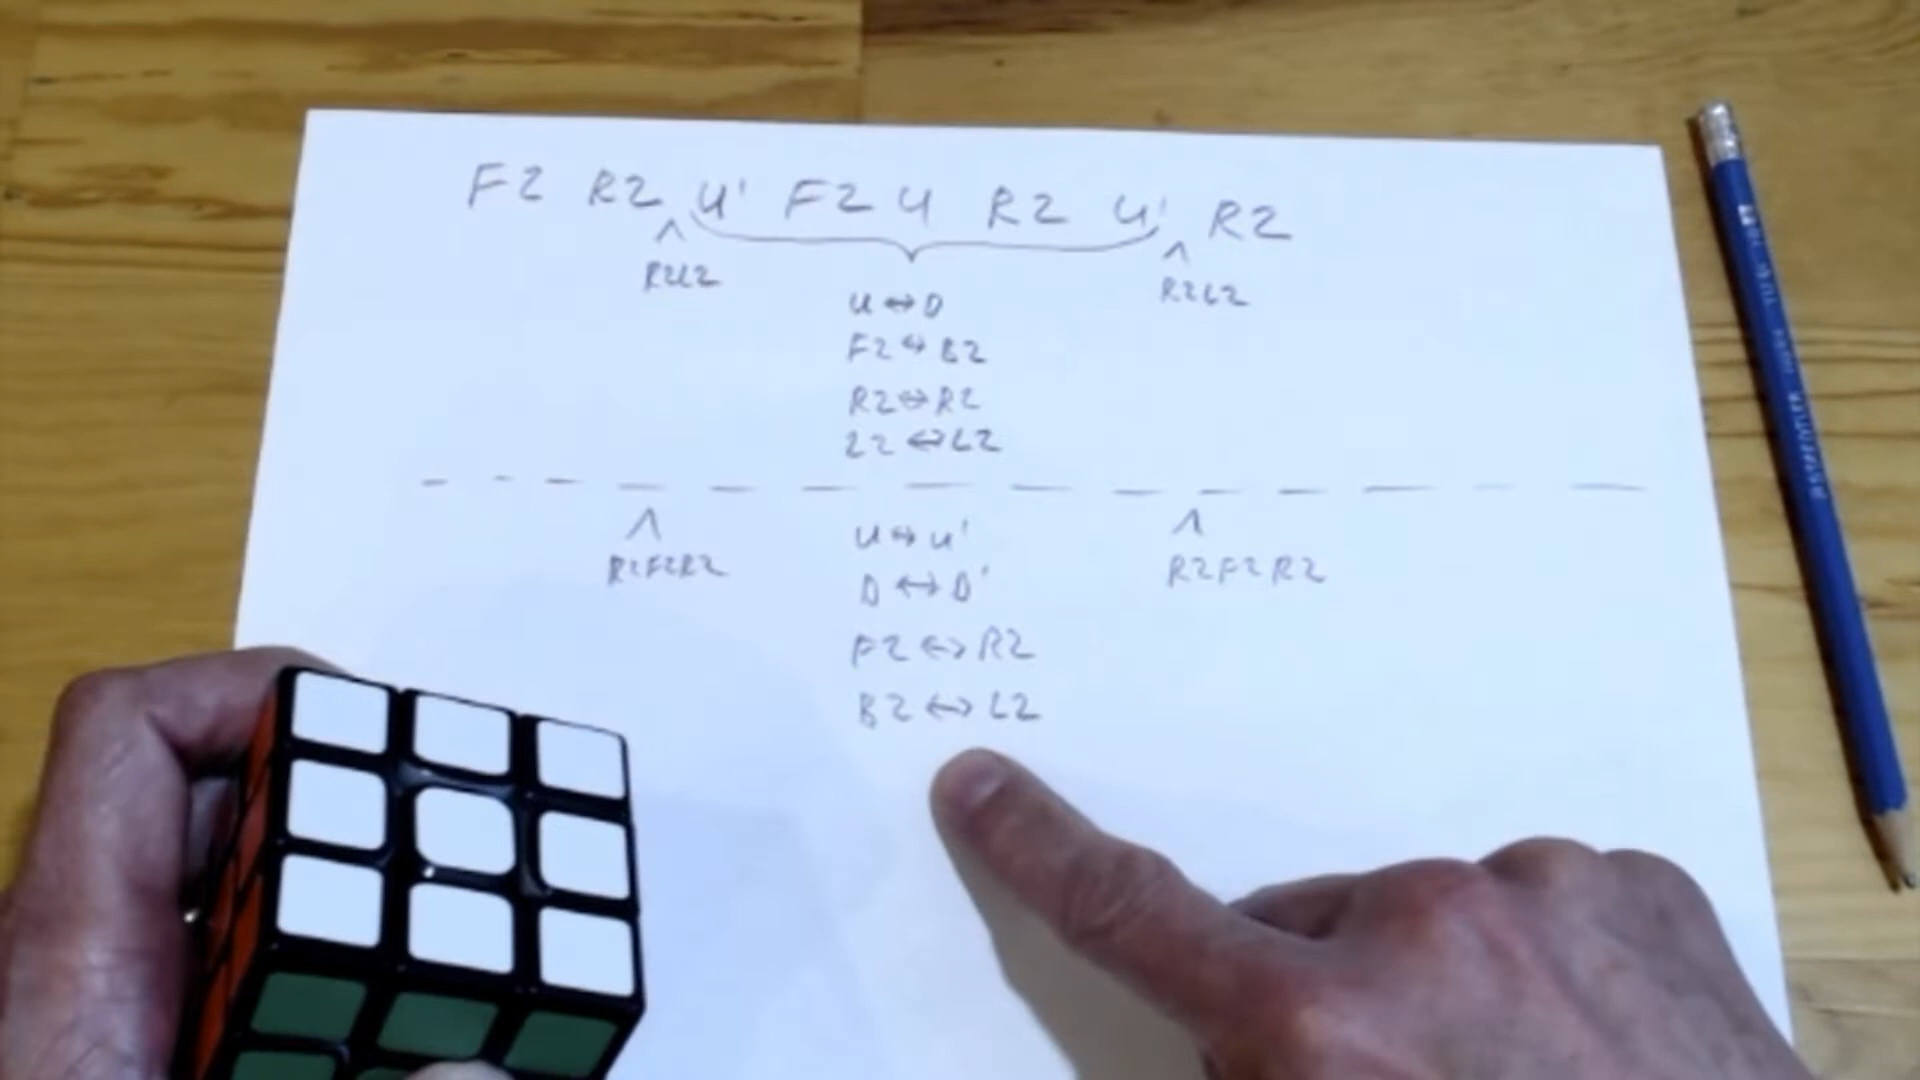 F2 R2 U' F2 U R2 U' R2
^ ^
R2L2 R2L2
U ↔ D
F2 ↔ B2
R2 ↔ R2
L2 ↔ L2
^ U ↔ U' ^
R2F2R2 D ↔ D' R2F2R2
F2 ↔ R2
B2 ↔ L2